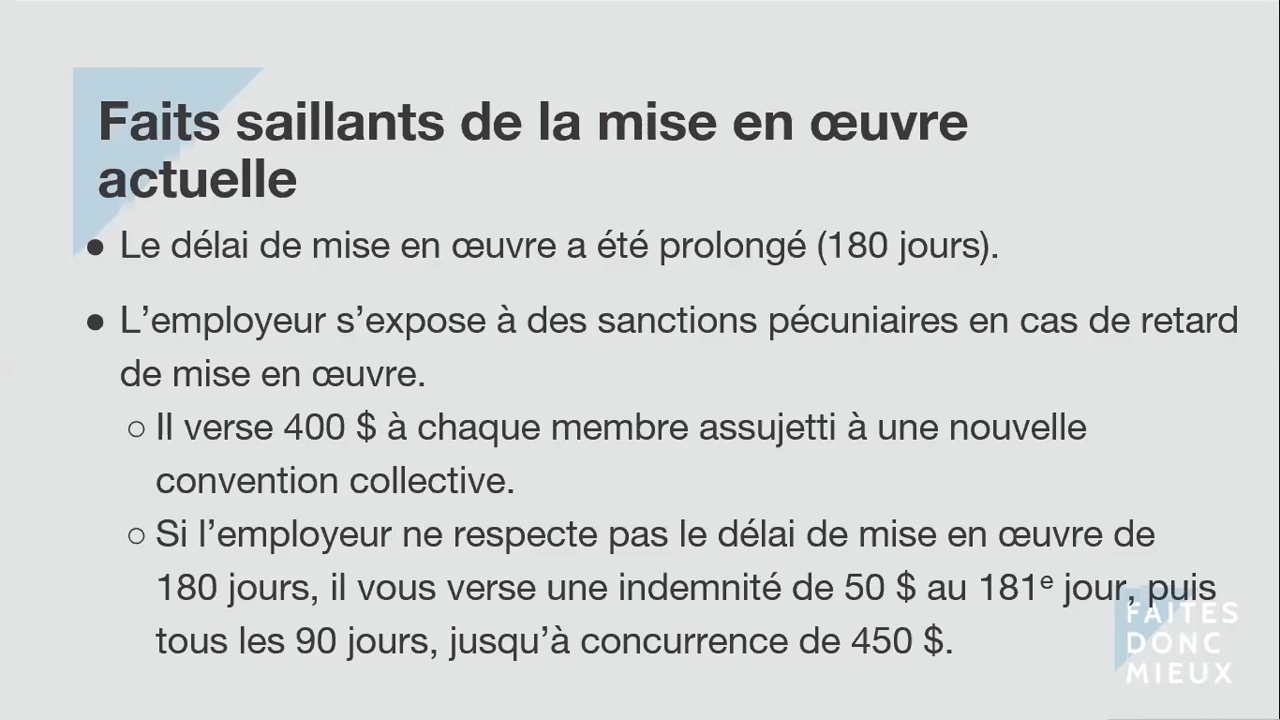 Faits saillants de la mise en œuvre
actuelle
● Le délai de mise en œuvre a été prolongé (180 jours).
● L’employeur s’expose à des sanctions pécuniaires en cas de retard
de mise en œuvre.
○ Il verse 400 $ à chaque membre assujetti à une nouvelle
convention collective.
○ Si l’employeur ne respecte pas le délai de mise en œuvre de
180 jours, il vous verse une indemnité de 50 $ au 181ᵉ jour, puis
tous les 90 jours, jusqu’à concurrence de 450 $.
FAITES
DONC
MIEUX